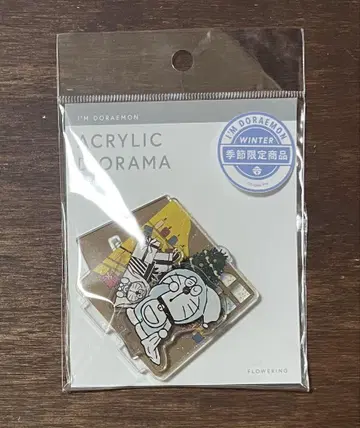 I'M DORAEMON
ACRYLIC
DIORAMA
I'M DORAEMON
WINTER
季節限定商品
FLOWERING